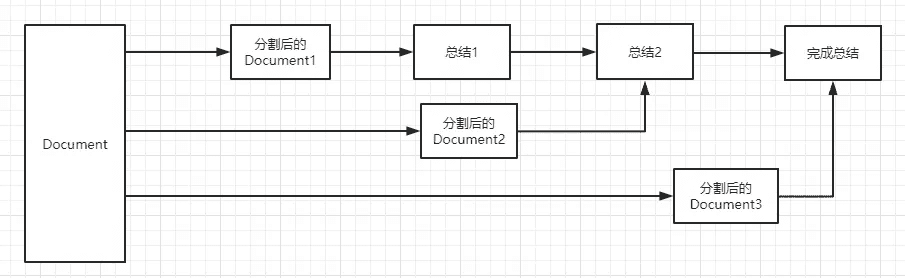 分割后的
Document1
总结1
总结2
完成总结
分割后的
Document2
Document
分割后的
Document3